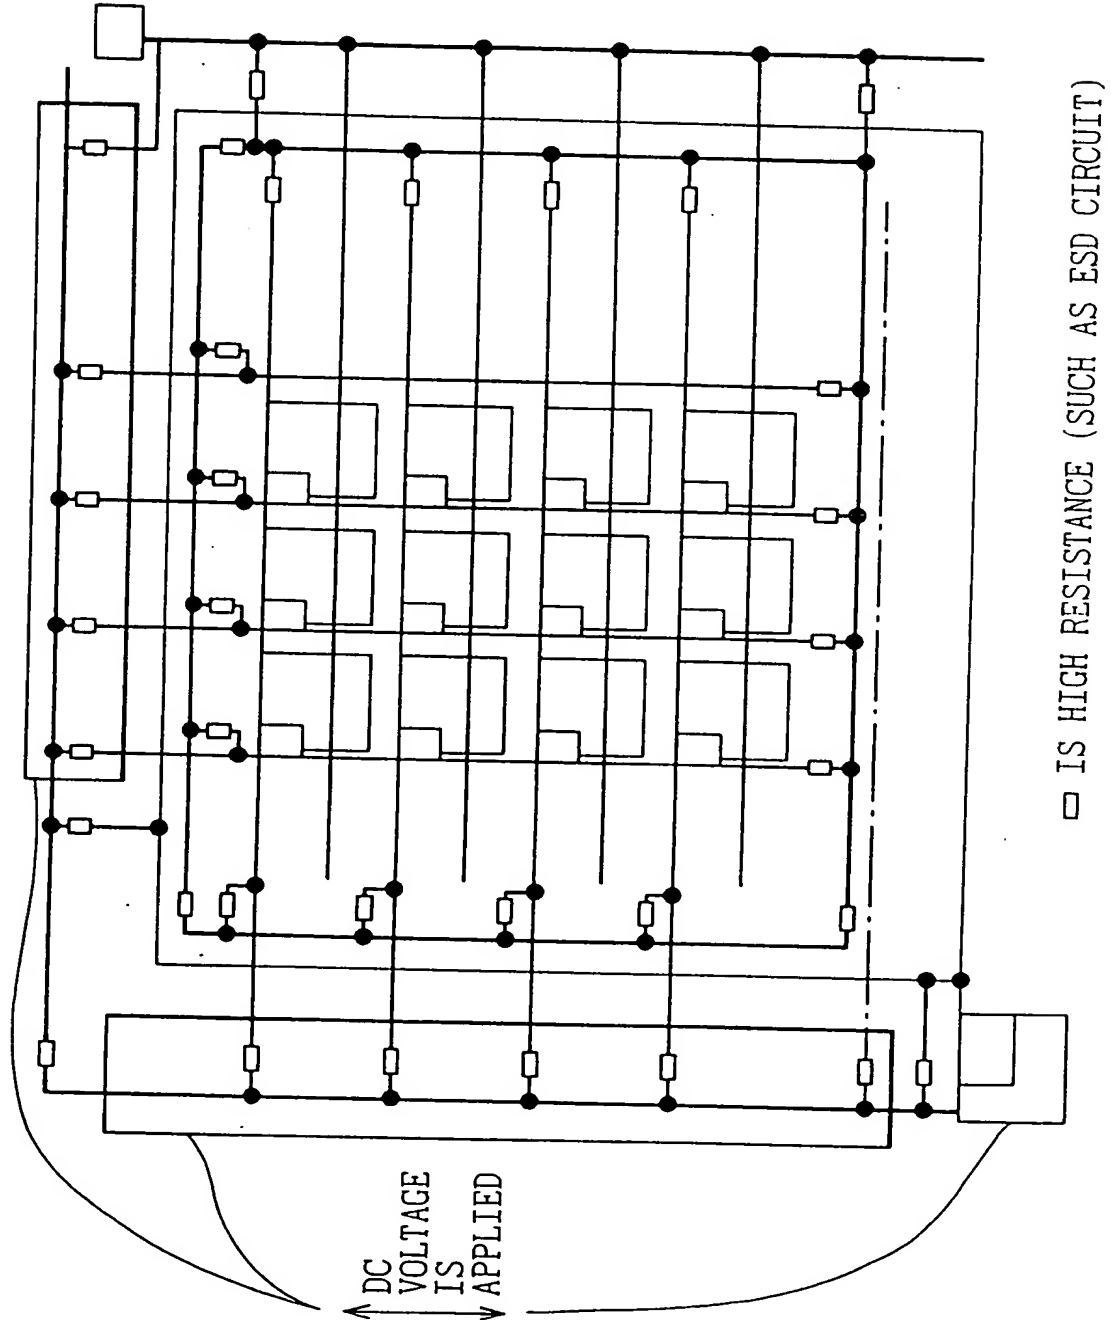 ▭ IS HIGH RESISTANCE (SUCH AS ESD CIRCUIT)
DC
VOLTAGE
IS
APPLIED